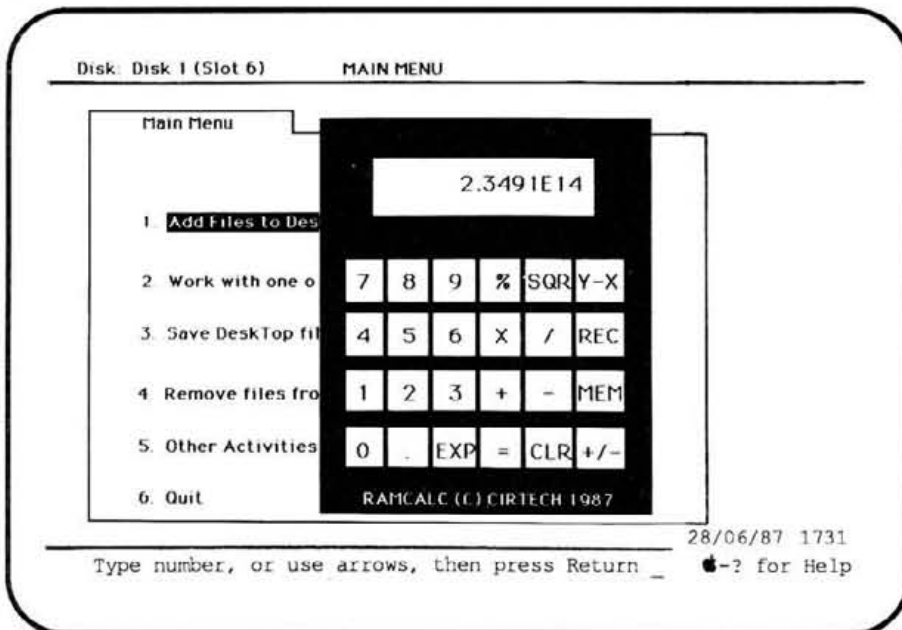 Disk: Disk 1 (Slot 6) MAIN MENU
Main Menu
2.3491E14
1. Add Files to Des
2. Work with one o
3. Save DeskTop fil
4. Remove files fro
5. Other Activities
6. Quit
7 8 9 % SQR Y-X
4 5 6 X / REC
1 2 3 + - MEM
0 . EXP = CLR +/-
RAMCALC (C) CIRTECH 1987
28/06/87 1731
Type number, or use arrows, then press Return _ -? for Help